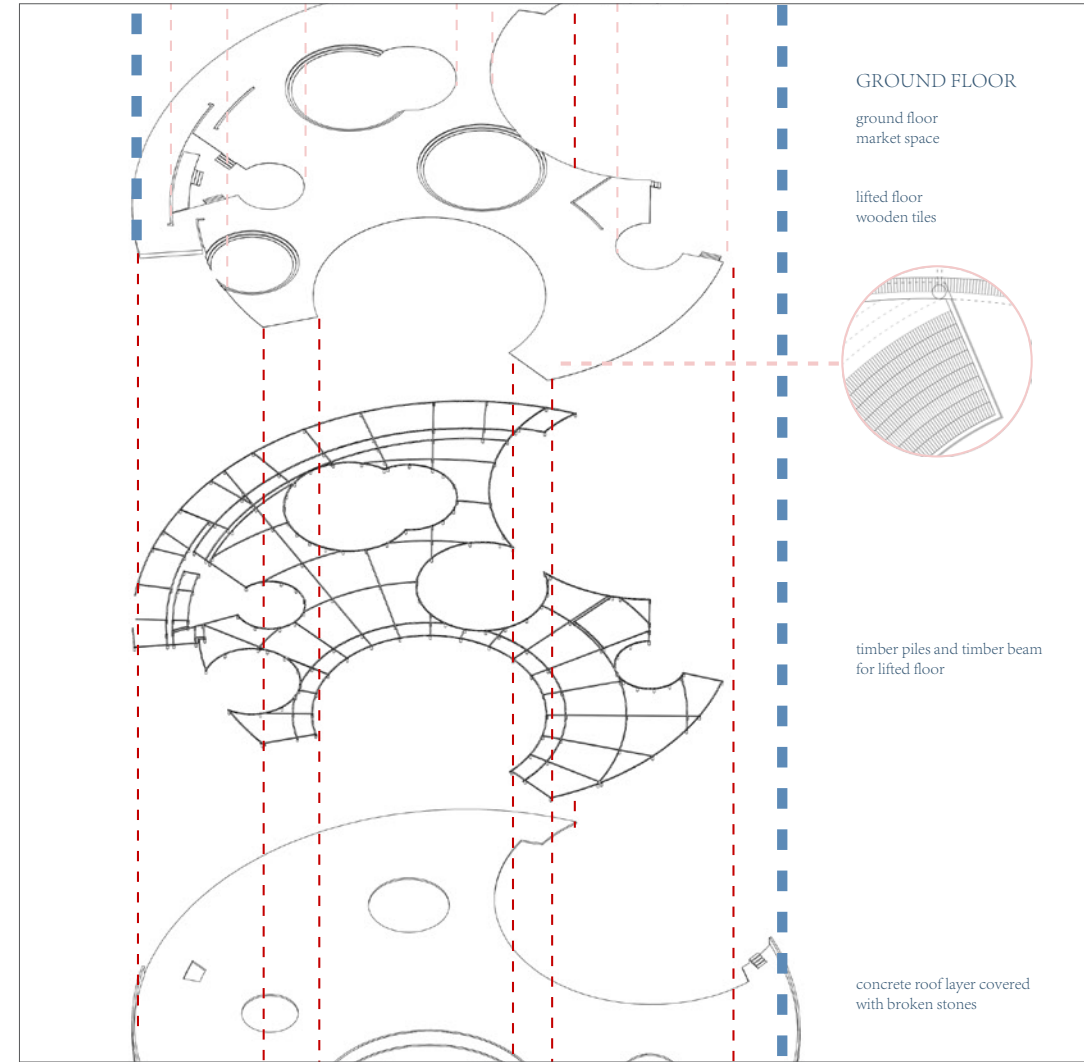 GROUND FLOOR
ground floor
market space
lifted floor
wooden tiles
timber piles and timber beam
for lifted floor
concrete roof layer covered
with broken stones